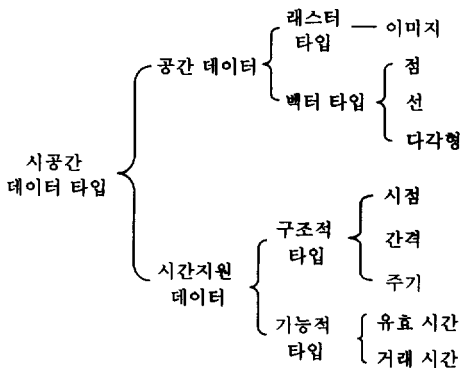 시공간
데이터 타입
공간 데이터
래스터
타입
이미지
벡터 타입
점
선
다각형
시간지원
데이터
구조적
타입
시점
간격
주기
기능적
타입
유효 시간
거래 시간